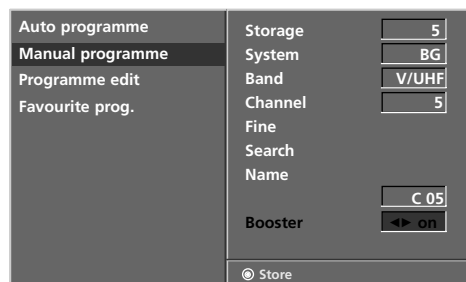 Auto programme
Manual programme
Programme edit
Favourite prog.
Storage 5
System BG
Band V/UHF
Channel 5
Fine
Search
Name
C 05
Booster ◀▶ on
Store